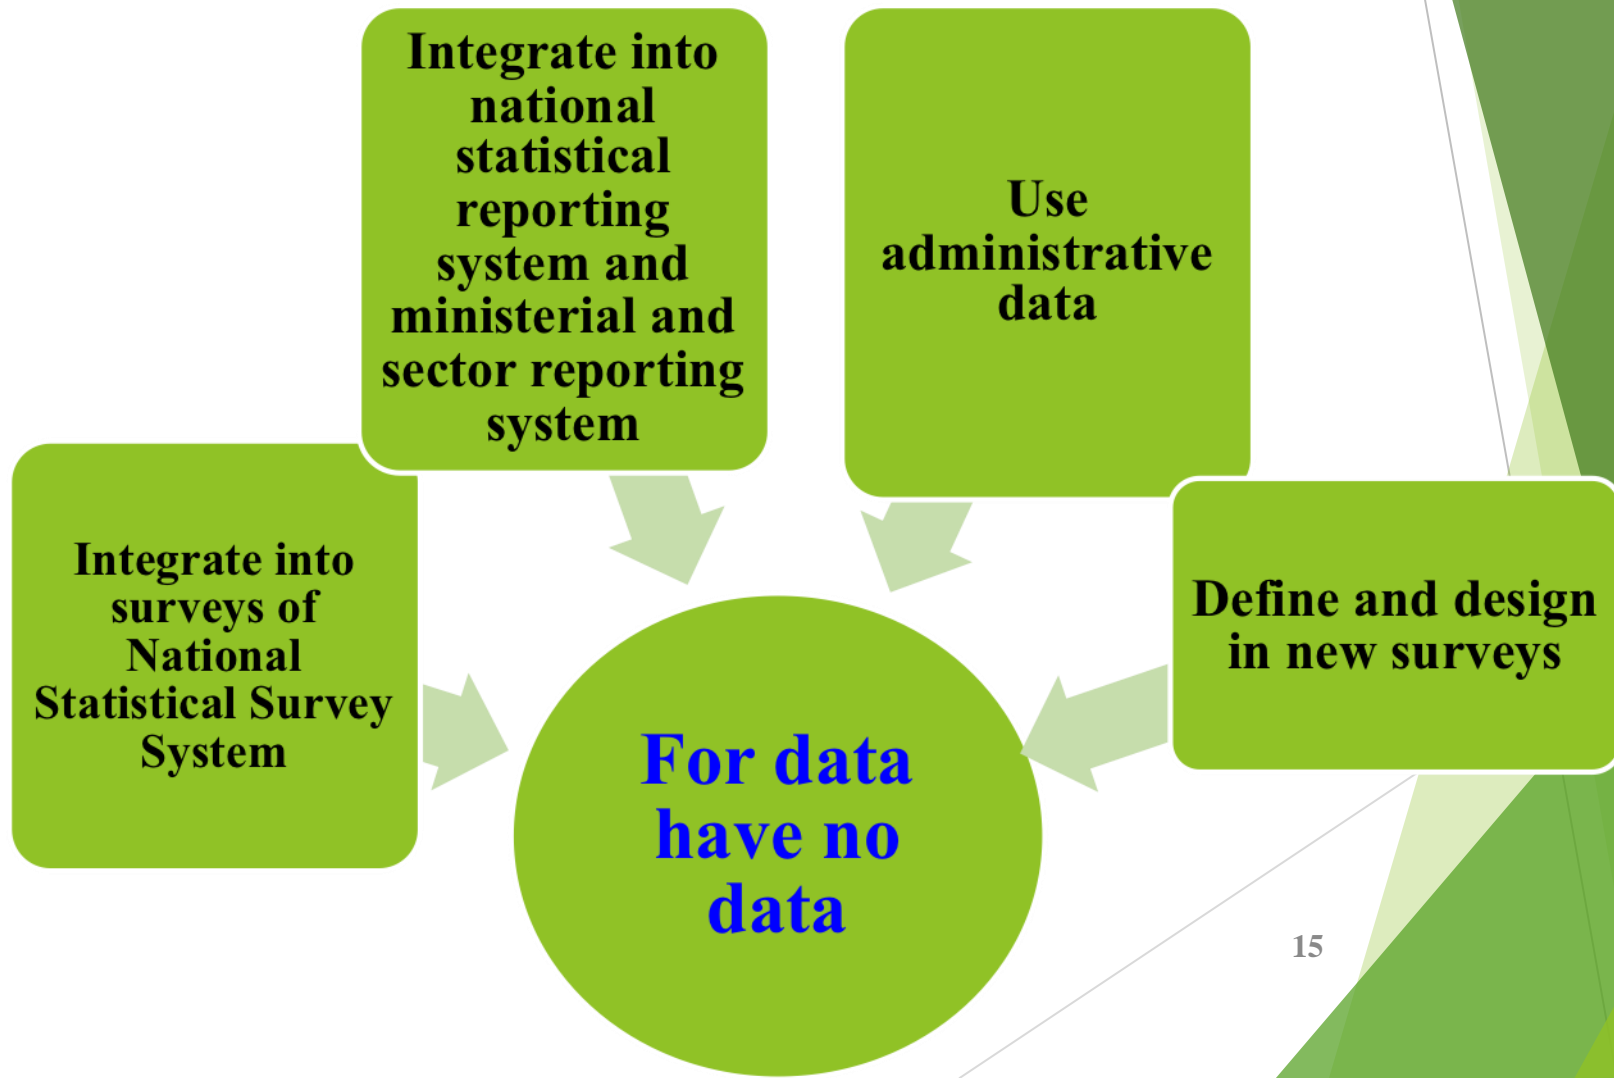 Integrate into
national
statistical
reporting
system and
ministerial and
sector reporting
system
Use
administrative
data
Integrate into
surveys of
National
Statistical Survey
System
Define and design
in new surveys
For data
have no
data
15